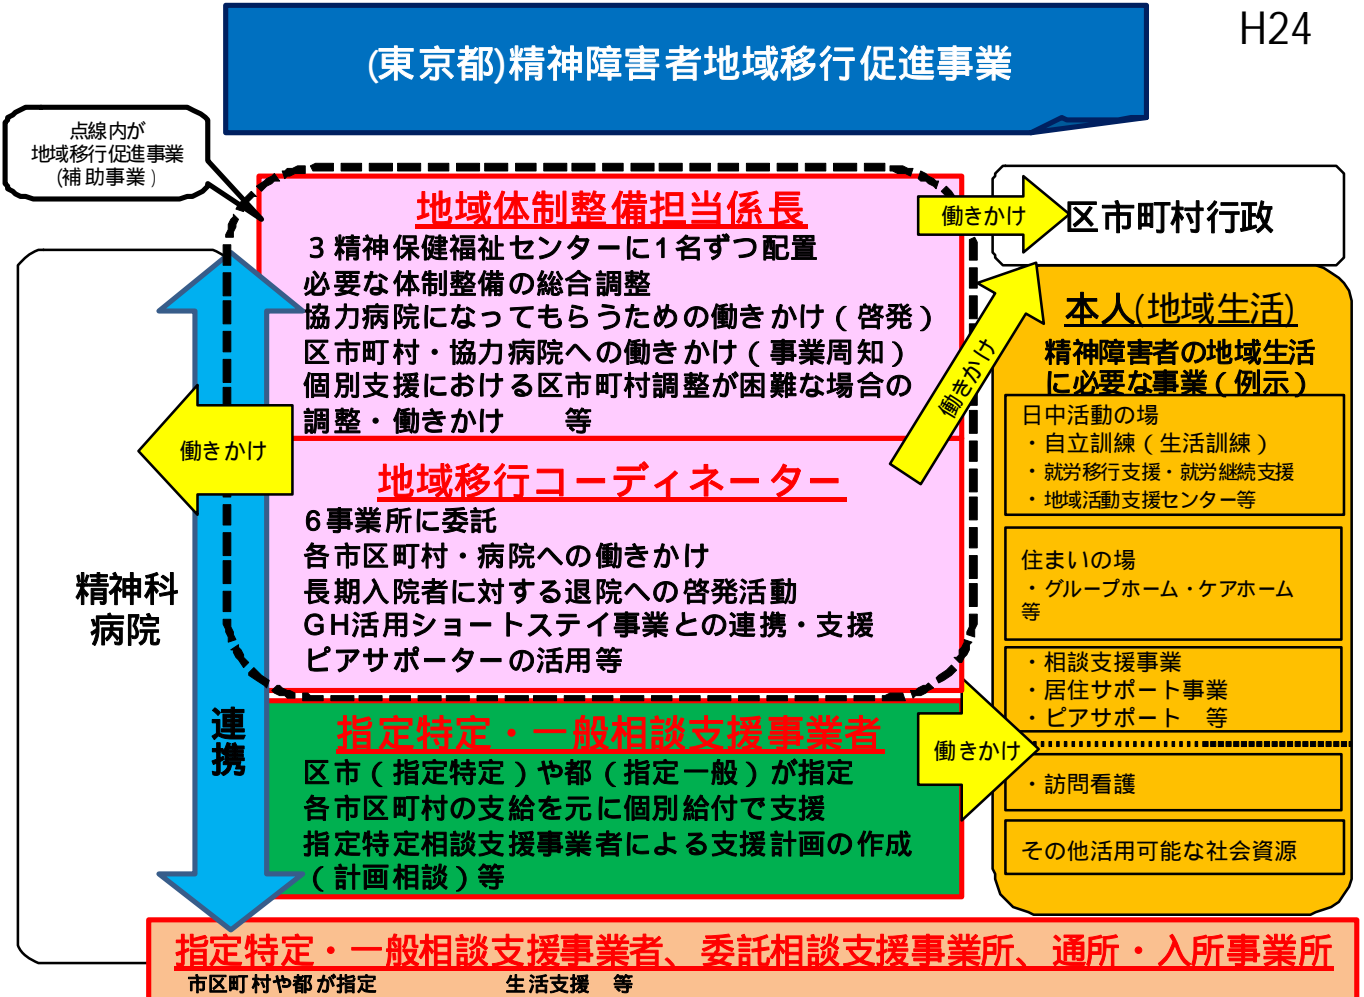 H24
(東京都)精神障害者地域移行促進事業
点線内が
地域移行促進事業
(補助事業)
地域体制整備担当係長
３精神保健福祉センターに1名ずつ配置
必要な体制整備の総合調整
協力病院になってもらうための働きかけ（啓発）
区市町村・協力病院への働きかけ（事業周知）
個別支援における区市町村調整が困難な場合の
調整・働きかけ　　等
働きかけ
区市町村行政
働きかけ
働きかけ
地域移行コーディネーター
６事業所に委託
各市区町村・病院への働きかけ
長期入院者に対する退院への啓発活動
GH活用ショートステイ事業との連携・支援
ピアサポーターの活用等
精神科
病院
連
携
指定特定・一般相談支援事業者
区市（指定特定）や都（指定一般）が指定
各市区町村の支給を元に個別給付で支援
指定特定相談支援事業者による支援計画の作成
（計画相談）等
働きかけ
本人(地域生活)
精神障害者の地域生活
に必要な事業（例示）
日中活動の場
・自立訓練（生活訓練）
・就労移行支援・就労継続支援
・地域活動支援センター等
住まいの場
・グループホーム・ケアホーム
等
・相談支援事業
・居住サポート事業
・ピアサポート　等
・訪問看護
その他活用可能な社会資源
指定特定・一般相談支援事業者、委託相談支援事業所、通所・入所事業所
市区町村や都が指定　　　　　　生活支援　等